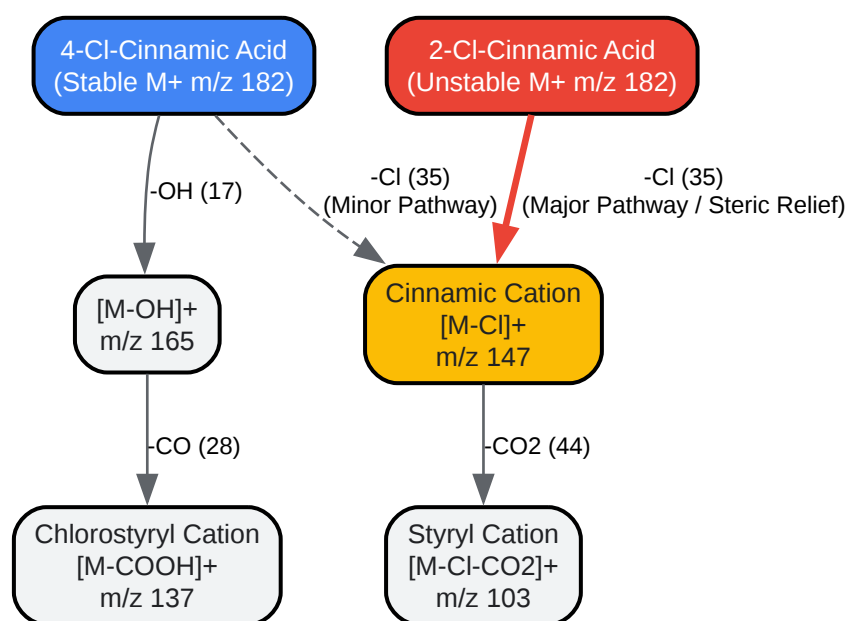 4-Cl-Cinnamic Acid
(Stable M+ m/z 182)
2-Cl-Cinnamic Acid
(Unstable M+ m/z 182)
-OH (17)
-Cl (35)
(Minor Pathway)
-Cl (35)
(Major Pathway / Steric Relief)
[M-OH]+
m/z 165
Cinnamic Cation
[M-Cl]+
m/z 147
-CO (28)
-CO2 (44)
Chlorostyryl Cation
[M-COOH]+
m/z 137
Styryl Cation
[M-Cl-CO2]+
m/z 103